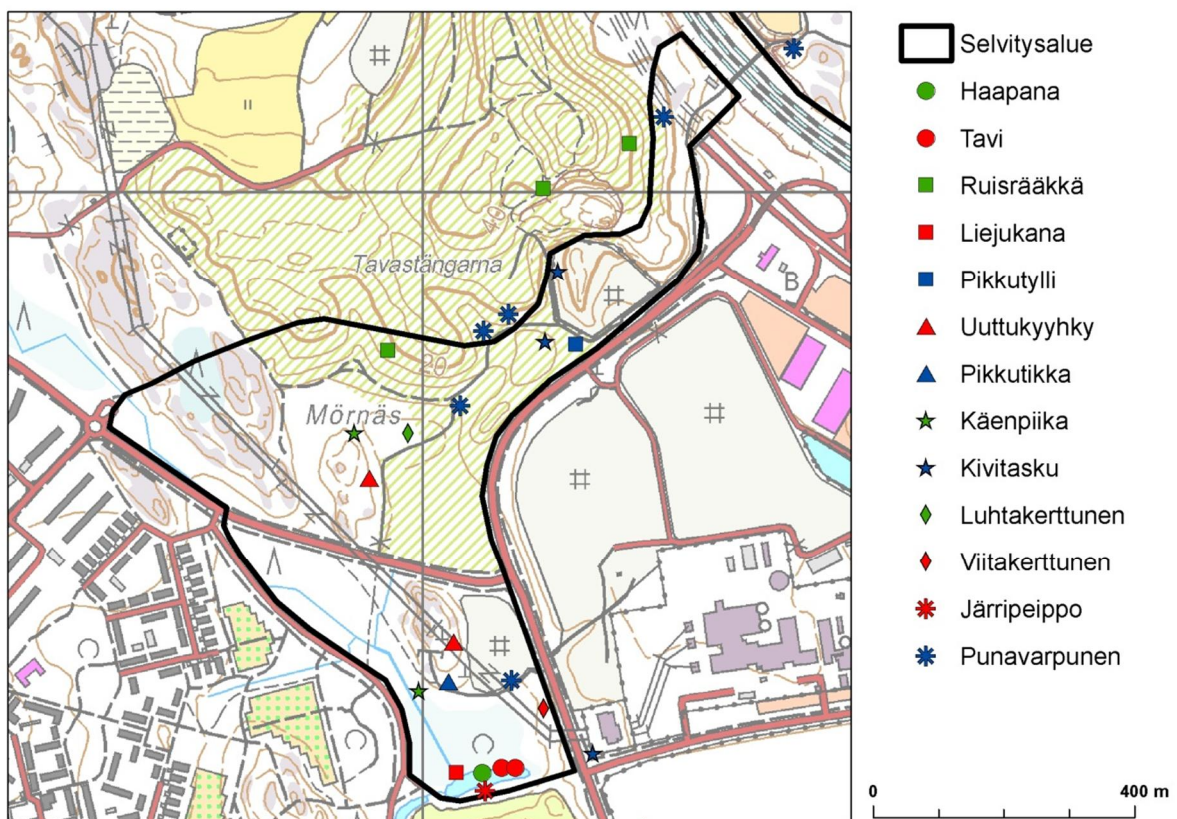 Selvitysalue
Haapana
Tavi
Ruisrääkkä
Liejukana
Pikkutylli
Uuttukyyhky
Pikkutikka
Käenpiika
Kivitasku
Luhtakerttunen
Viitakerttunen
Järripeippo
Punavarpunen
0 400 m
40
Tavastängarna
B
20
Mörnäs